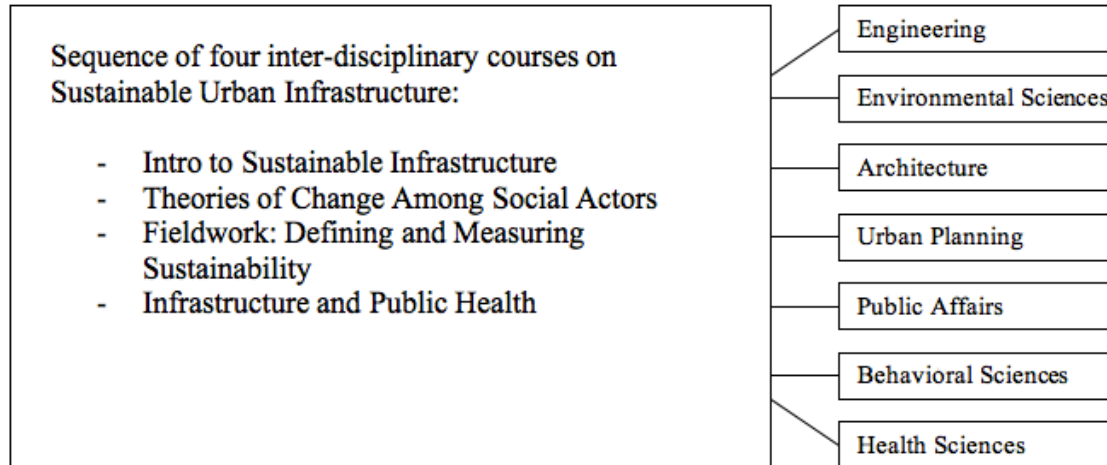 Sequence of four inter-disciplinary courses on
Sustainable Urban Infrastructure:
- Intro to Sustainable Infrastructure
- Theories of Change Among Social Actors
- Fieldwork: Defining and Measuring
Sustainability
- Infrastructure and Public Health
Engineering
Environmental Sciences
Architecture
Urban Planning
Public Affairs
Behavioral Sciences
Health Sciences